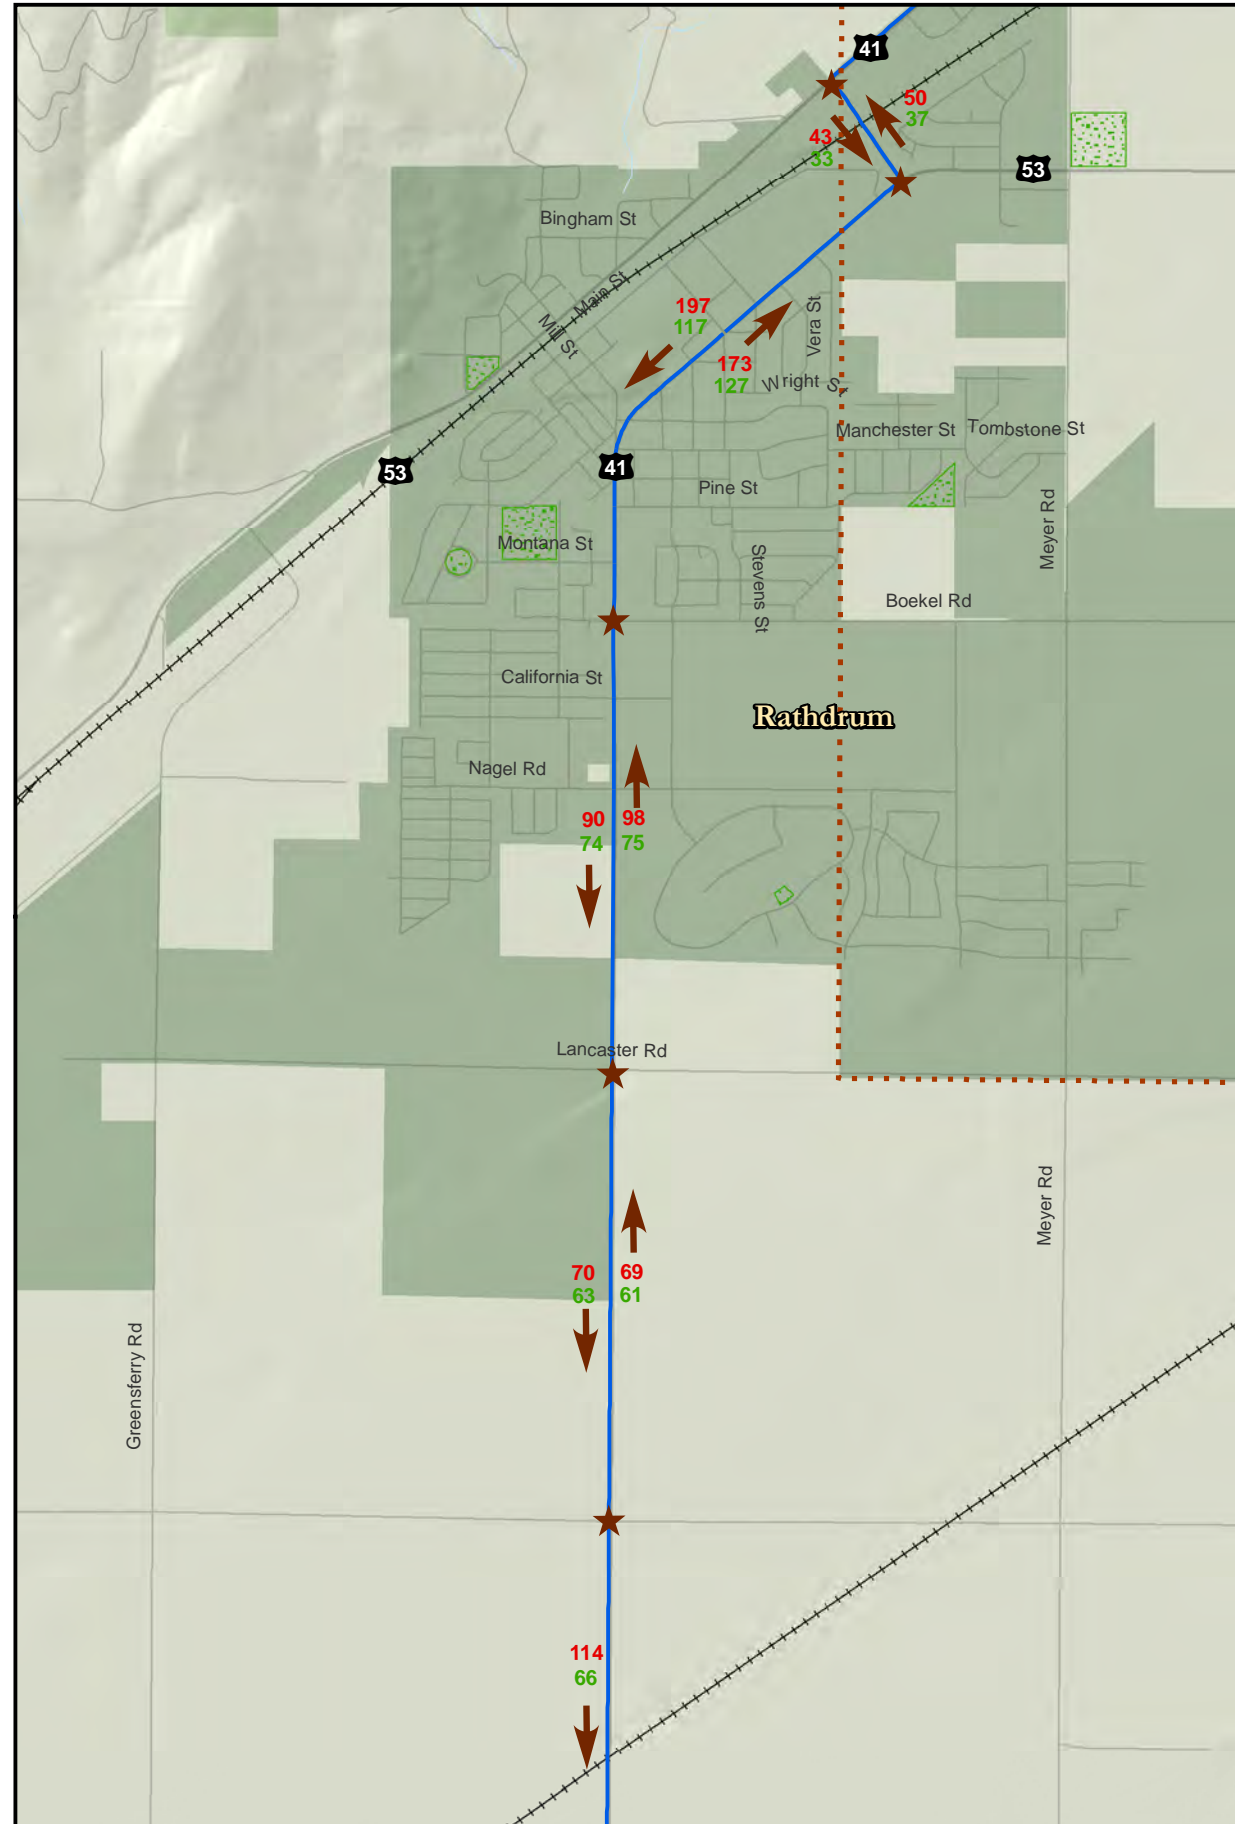 41
50
37
43
33
53
Bingham St
Main St
Mill St
197
117
Vera St
173
127
Wright St
Manchester St
Tombstone St
53
41
Pine St
Meyer Rd
Montana St
Stevens St
Boekel Rd
California St
Rathdrum
Nagel Rd
90
98
74
75
Lancaster Rd
Meyer Rd
70
69
63
61
Greensferry Rd
114
66